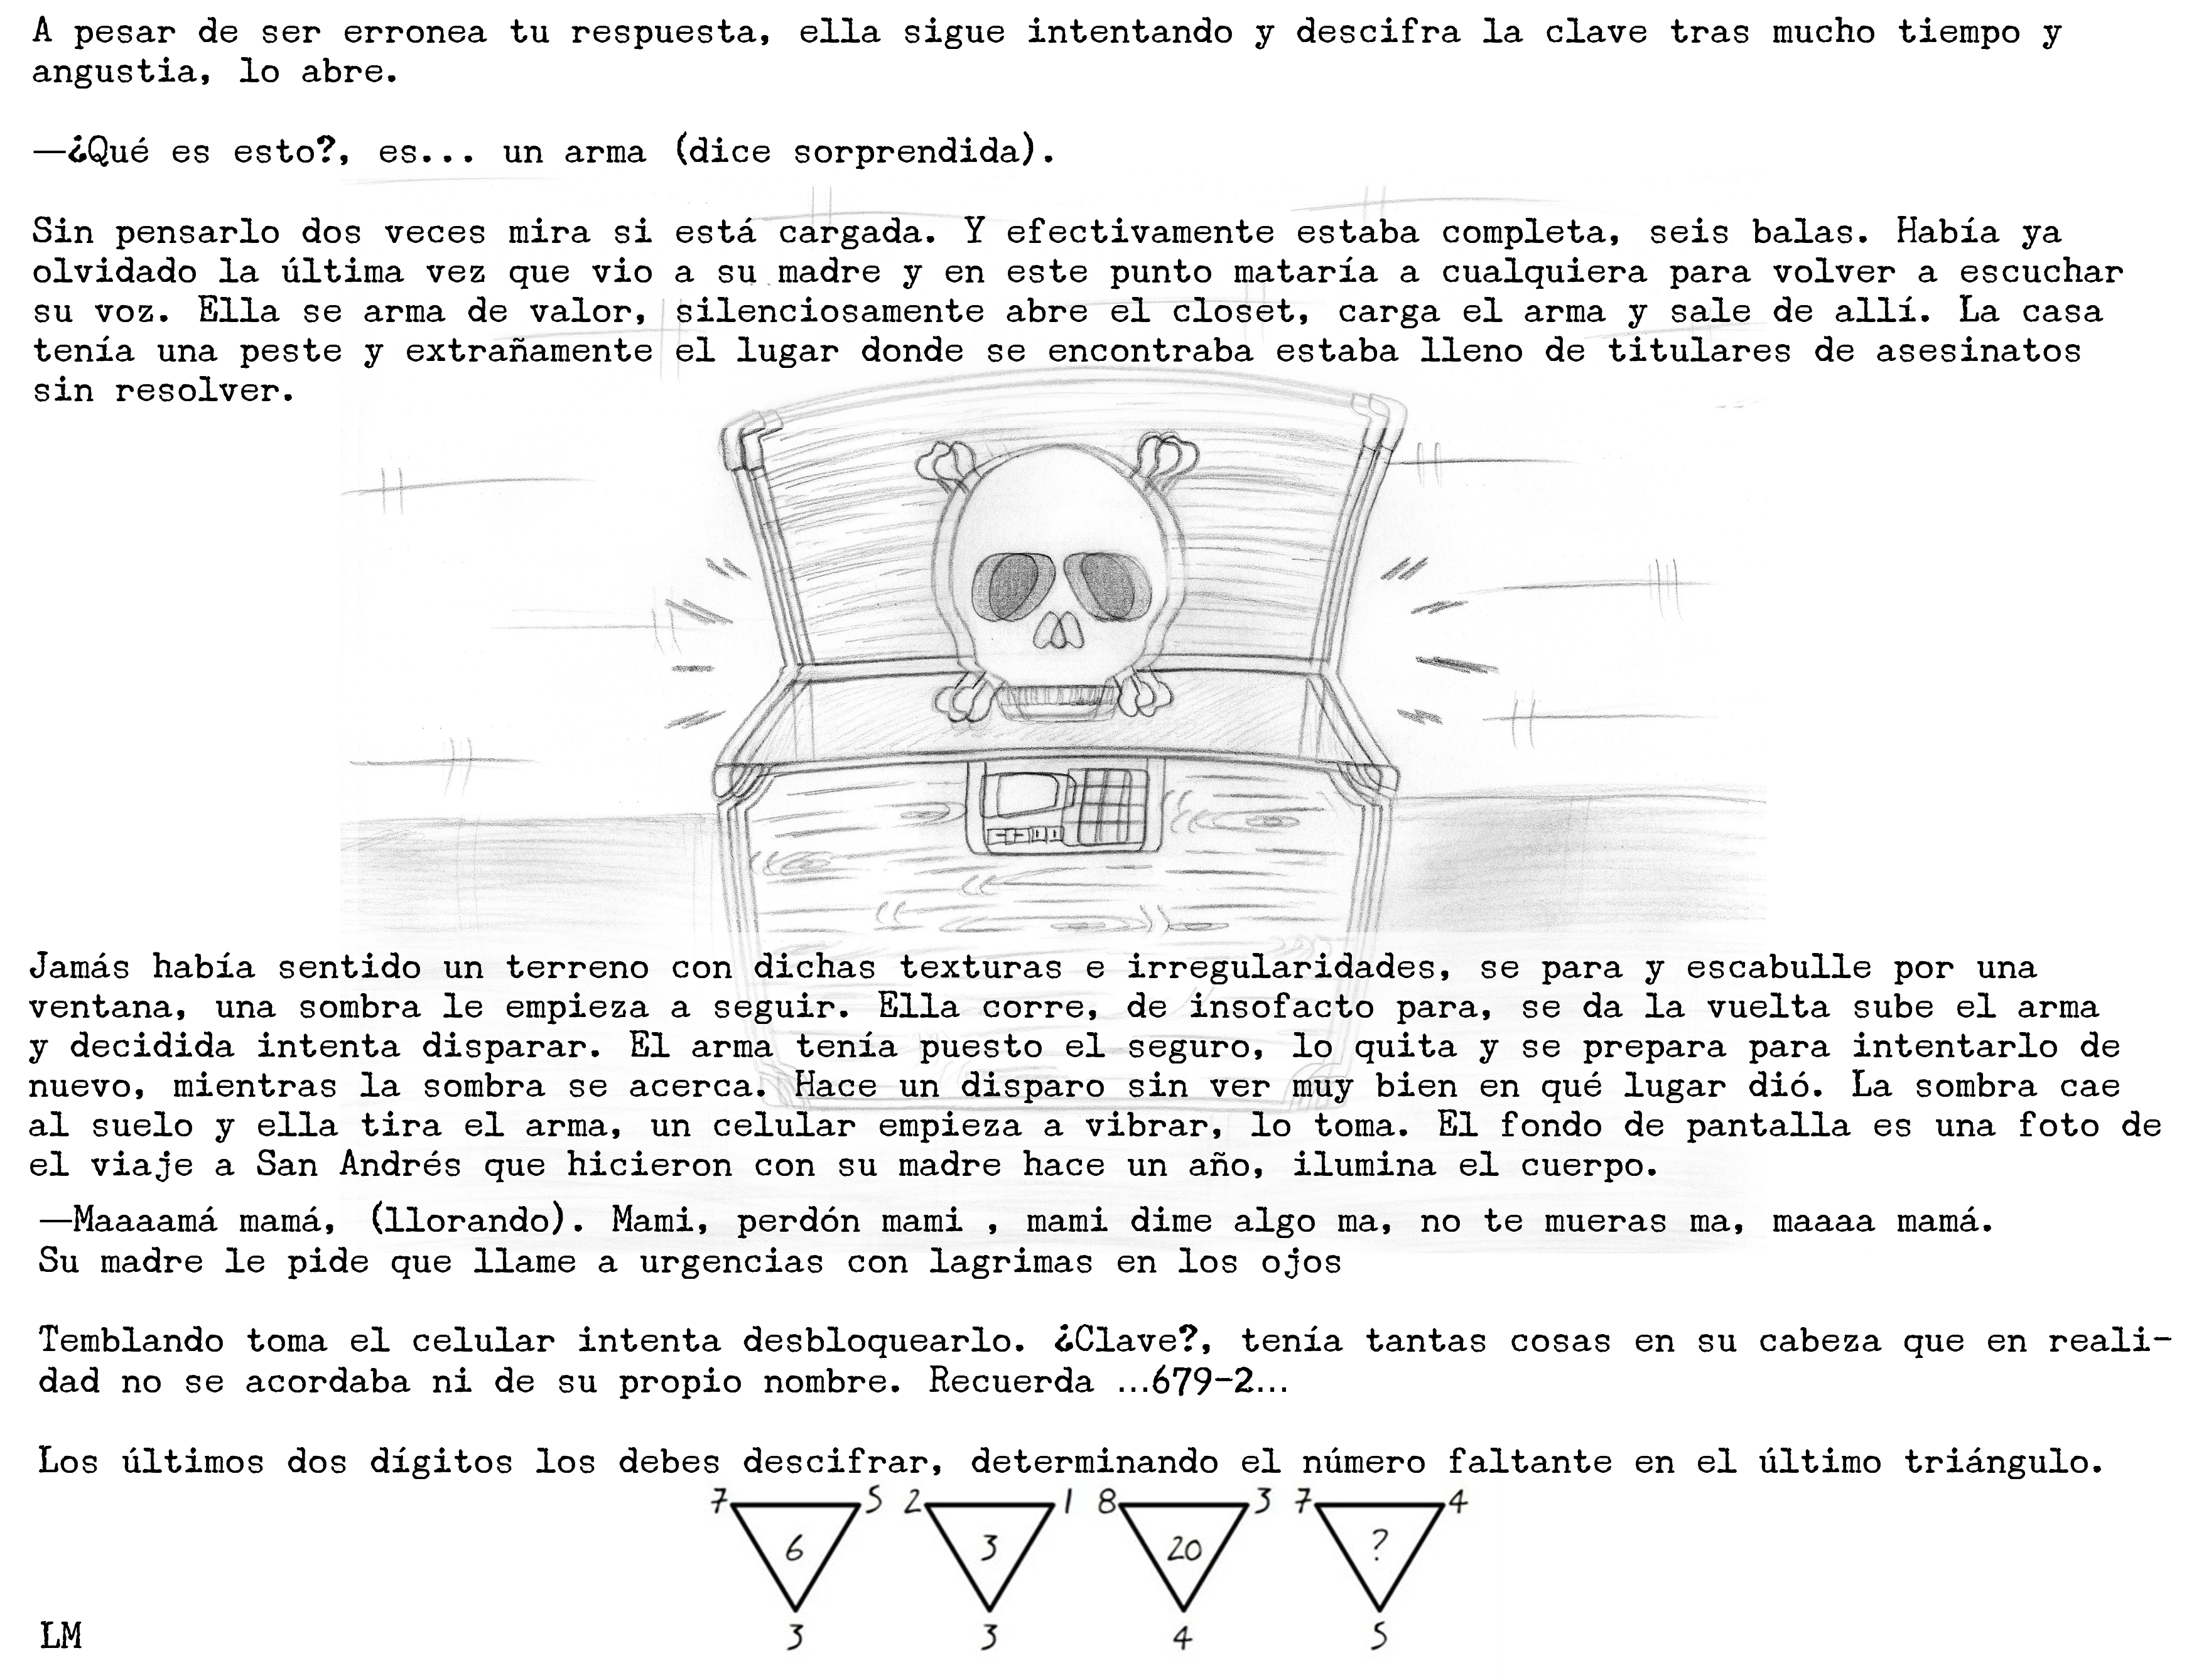 A pesar de ser erronea tu respuesta, ella sigue intentando y descifra la clave tras mucho tiempo y
angustia, lo abre.
—¿Qué es esto?, es... un arma (dice sorprendida).
Sin pensarlo dos veces mira si está cargada. Y efectivamente estaba completa, seis balas. Había ya
olvidado la última vez que vio a su madre y en este punto mataría a cualquiera para volver a escuchar
su voz. Ella se arma de valor, silenciosamente abre el closet, carga el arma y sale de allí. La casa
tenía una peste y extrañamente el lugar donde se encontraba estaba lleno de titulares de asesinatos
sin resolver.
Jamás había sentido un terreno con dichas texturas e irregularidades, se para y escabulle por una
ventana, una sombra le empieza a seguir. Ella corre, de insofacto para, se da la vuelta sube el arma
y decidida intenta disparar. El arma tenía puesto el seguro, lo quita y se prepara para intentarlo de
nuevo, mientras la sombra se acerca. Hace un disparo sin ver muy bien en qué lugar dió. La sombra cae
al suelo y ella tira el arma, un celular empieza a vibrar, lo toma. El fondo de pantalla es una foto de
el viaje a San Andrés que hicieron con su madre hace un año, ilumina el cuerpo.
—Maaaamá mamá, (llorando). Mami, perdón mami , mami dime algo ma, no te mueras ma, maaaa mamá.
Su madre le pide que llame a urgencias con lagrimas en los ojos
Temblando toma el celular intenta desbloquearlo. ¿Clave?, tenía tantas cosas en su cabeza que en reali-
dad no se acordaba ni de su propio nombre. Recuerda ...679-2...
Los últimos dos dígitos los debes descifrar, determinando el número faltante en el último triángulo.
7 5 2 1 8 3 7 4
6 3 20 ?
3 3 4 5
LM